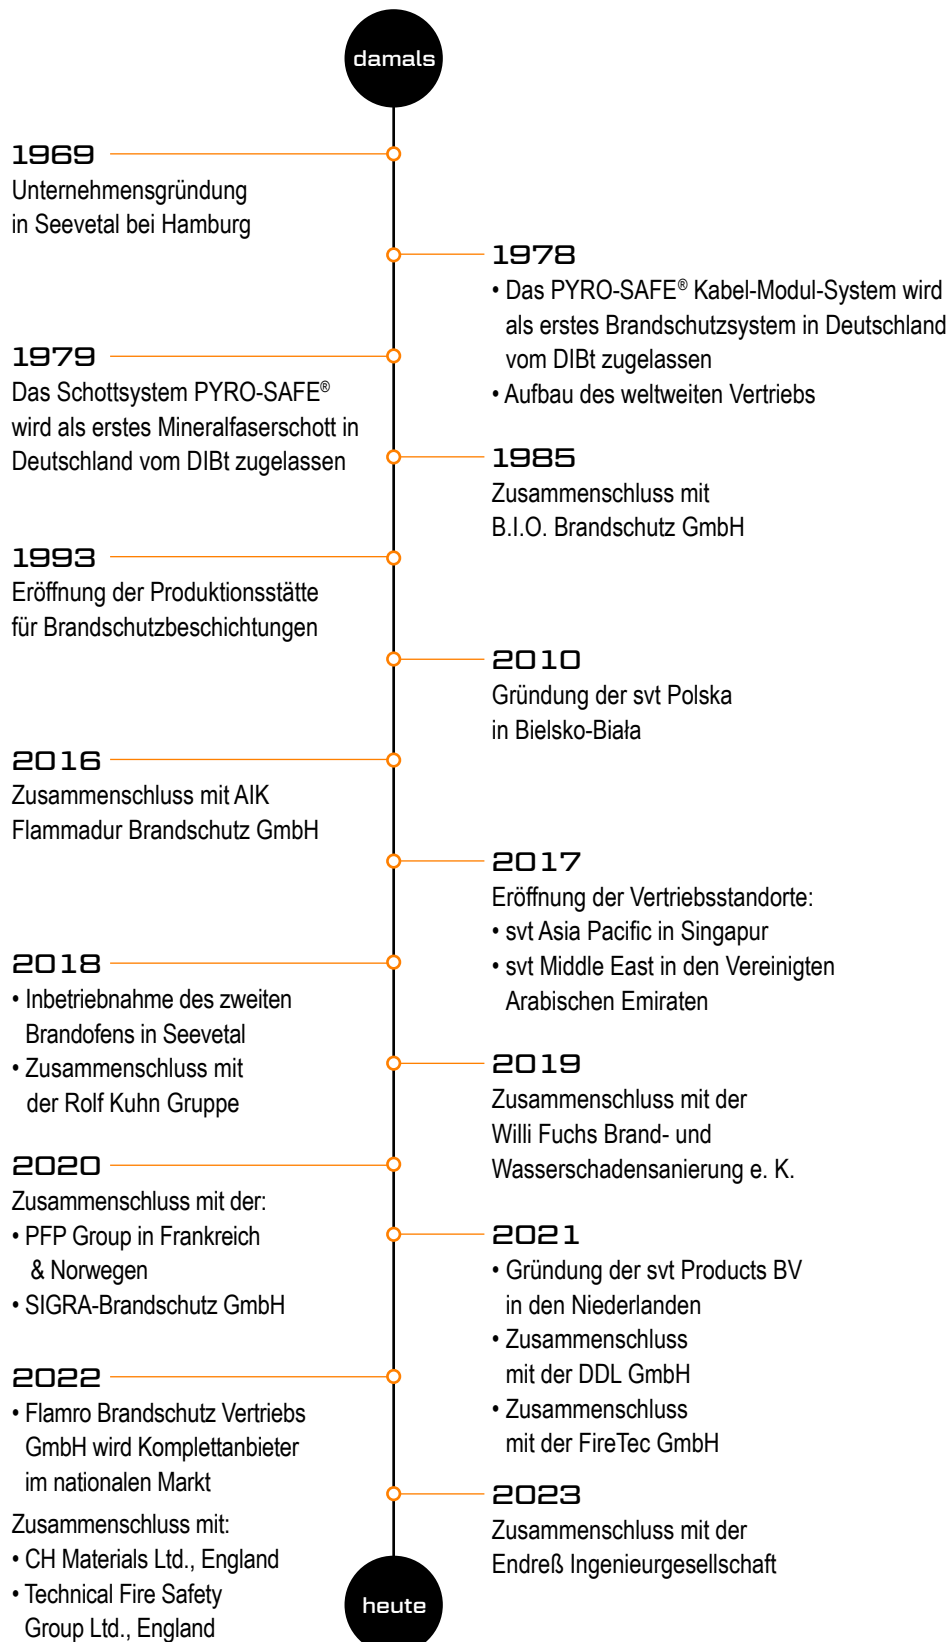 damals
1969
Unternehmensgründung
in Seevetal bei Hamburg
1978
• Das PYRO-SAFE® Kabel-Modul-System wird
als erstes Brandschutzsystem in Deutschland
vom DIBt zugelassen
• Aufbau des weltweiten Vertriebs
1979
Das Schottsystem PYRO-SAFE®
wird als erstes Mineralfaserschott in
Deutschland vom DIBt zugelassen
1985
Zusammenschluss mit
B.I.O. Brandschutz GmbH
1993
Eröffnung der Produktionsstätte
für Brandschutzbeschichtungen
2010
Gründung der svt Polska
in Bielsko-Biała
2016
Zusammenschluss mit AIK
Flammadur Brandschutz GmbH
2017
Eröffnung der Vertriebsstandorte:
• svt Asia Pacific in Singapur
• svt Middle East in den Vereinigten
Arabischen Emiraten
2018
• Inbetriebnahme des zweiten
Brandofens in Seevetal
• Zusammenschluss mit
der Rolf Kuhn Gruppe
2019
Zusammenschluss mit der
Willi Fuchs Brand- und
Wasserschadensanierung e. K.
2020
Zusammenschluss mit der:
• PFP Group in Frankreich
& Norwegen
• SIGRA-Brandschutz GmbH
2021
• Gründung der svt Products BV
in den Niederlanden
• Zusammenschluss
mit der DDL GmbH
• Zusammenschluss
mit der FireTec GmbH
2022
• Flamro Brandschutz Vertriebs
GmbH wird Komplettanbieter
im nationalen Markt
Zusammenschluss mit:
• CH Materials Ltd., England
• Technical Fire Safety
Group Ltd., England
2023
Zusammenschluss mit der
Endreß Ingenieurgesellschaft
heute